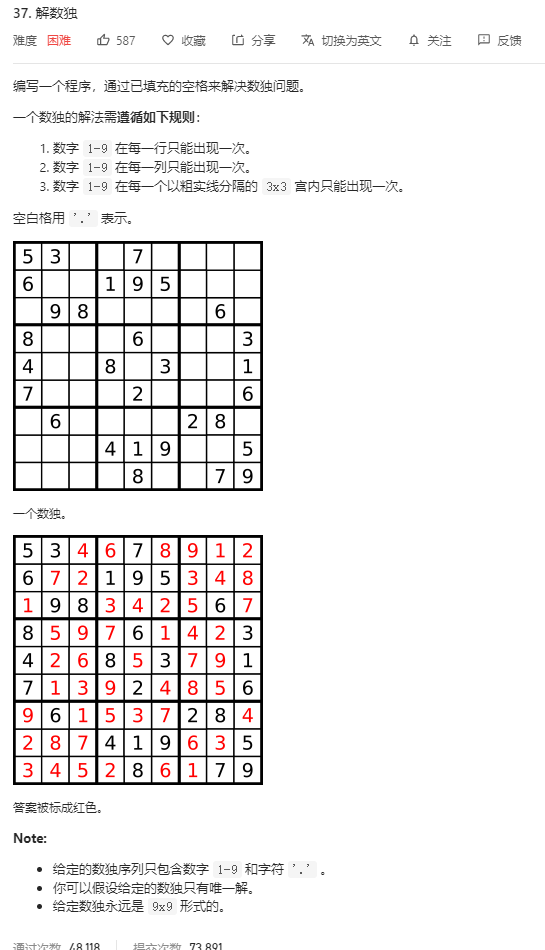 37. 解数独
难度 困难 587 收藏 分享 切换为英文 关注 反馈
编写一个程序，通过已填充的空格来解决数独问题。
一个数独的解法需遵循如下规则：
1. 数字 1-9 在每一行只能出现一次。
2. 数字 1-9 在每一列只能出现一次。
3. 数字 1-9 在每一个以粗实线分隔的 3x3 宫内只能出现一次。
空白格用 '.' 表示。
5 3 7
6 1 9 5
9 8 6
8 6 3
4 8 3 1
7 2 6
6 2 8
4 1 9 5
8 7 9
一个数独。
5 3 4 6 7 8 9 1 2
6 7 2 1 9 5 3 4 8
1 9 8 3 4 2 5 6 7
8 5 9 7 6 1 4 2 3
4 2 6 8 5 3 7 9 1
7 1 3 9 2 4 8 5 6
9 6 1 5 3 7 2 8 4
2 8 7 4 1 9 6 3 5
3 4 5 2 8 6 1 7 9
答案被标成红色。
Note:
给定的数独序列只包含数字 1-9 和字符 '.' 。
你可以假设给定的数独只有唯一解。
给定数独永远是 9x9 形式的。
通过次数 48,118 提交次数 73,891